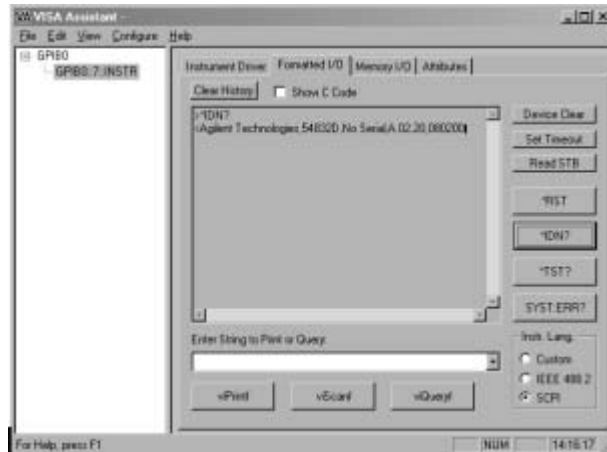 VISA Assistant -
File Edit View Configure Help
GPIB0
GPIB0::7::INSTR
Instrument Driver Formatted I/O Memory I/O Attributes
Clear History Show C Code
>*IDN?
<Agilent Technologies,54832D,No Serial,A.02.20,080200
Device Clear
Set Timeout
Read STB
*RST
*IDN?
*TST?
SYST:ERR?
Enter String to Print or Query:
viPrintf viScanf viQueryf
Instr. Lang.
Custom
IEEE 488.2
SCPI
For Help, press F1 NUM 14:16:17